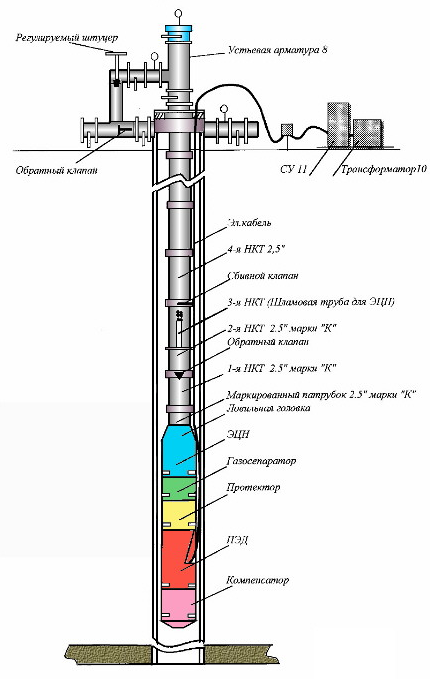 Регулируемый штуцер
Устьевая арматура 8
Обратный клапан
СУ 11
Трансформатор10
Эл.кабель
4-я НКТ 2,5"
Сбивной клапан
3-я НКТ (Шламовая труба для ЭЦН)
2-я НКТ 2.5" марки "К"
Обратный клапан
1-я НКТ 2.5" марки "К"
Маркированный патрубок 2.5" марки "К"
Ловильная головка
ЭЦН
Газосепаратор
Протектор
ПЭД
Компенсатор